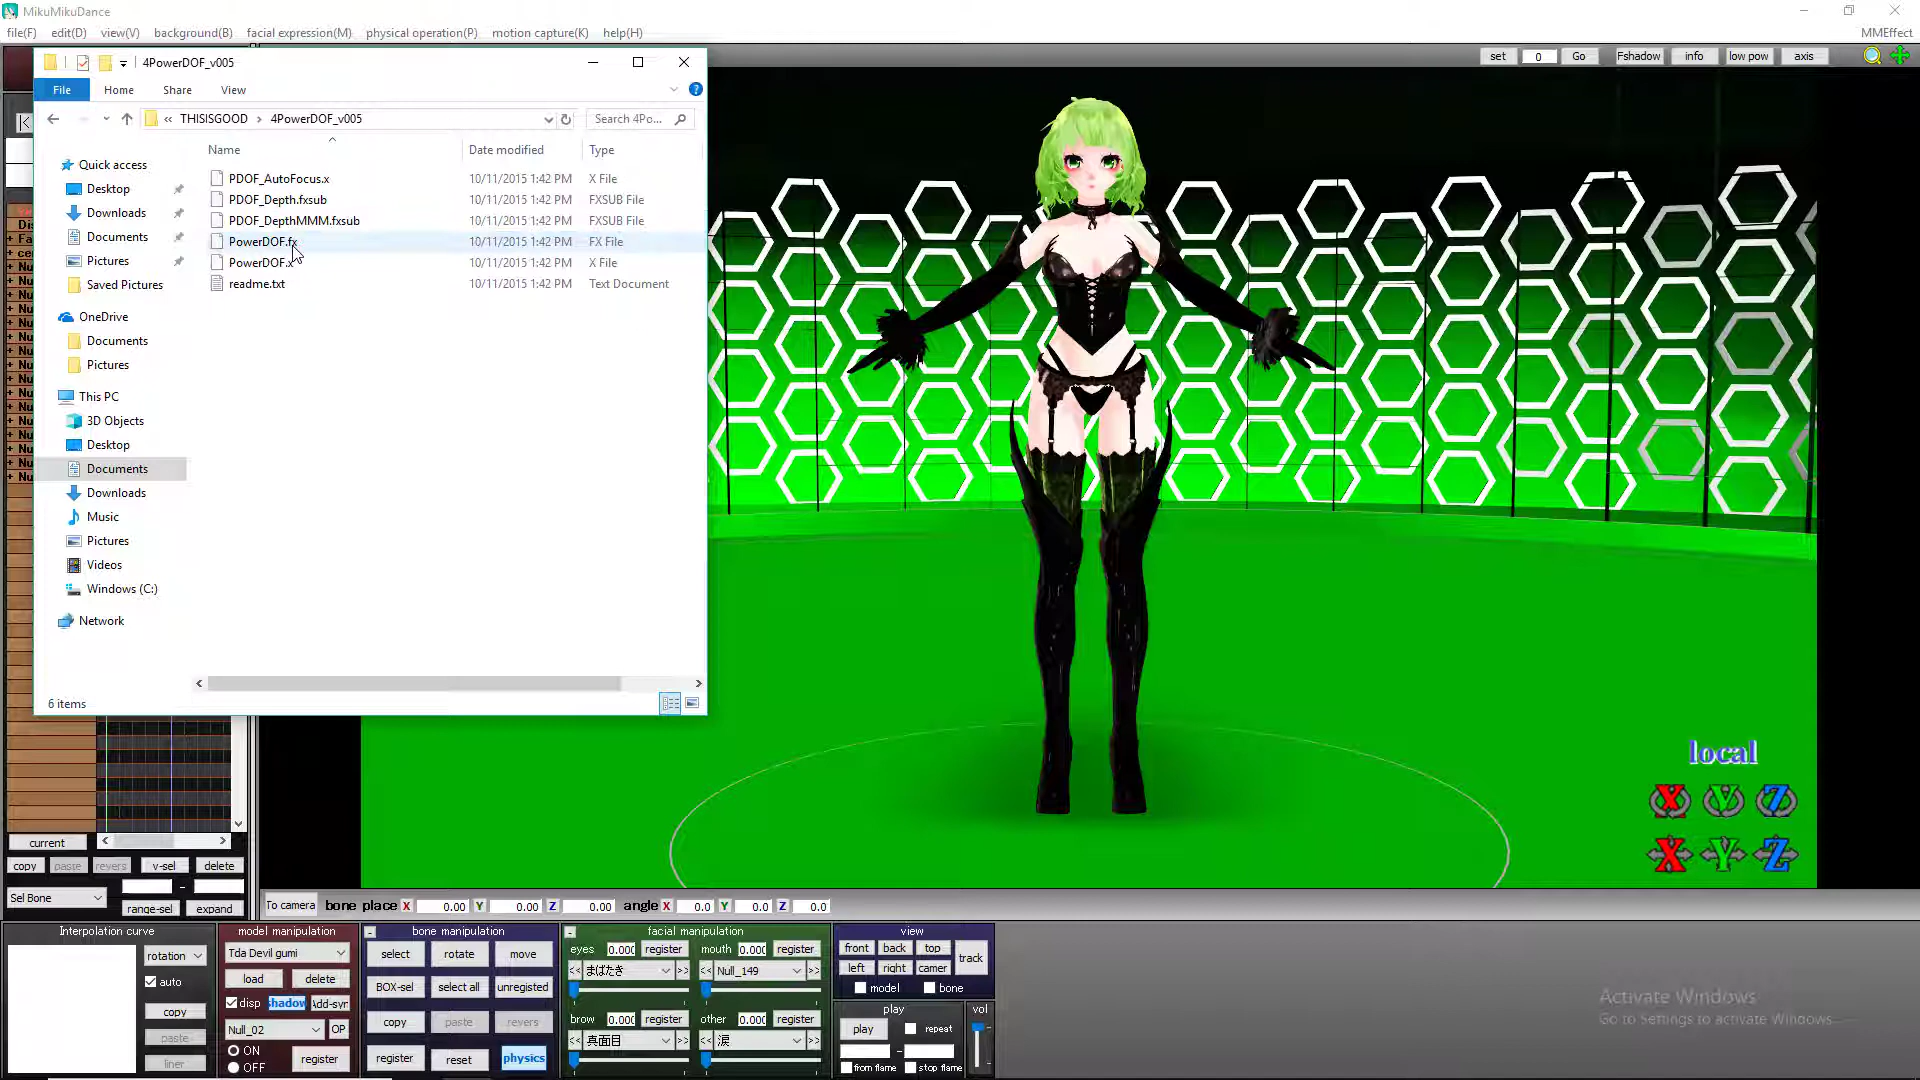 MikuMikuDance
file(F) edit(D) view(V) background(B) facial expression(M) physical operation(P) motion capture(K) help(H) MMEffect
set 0 Go Fshadow info low pow axis
4PowerDOF_v005
File Home Share View
« THISISGOOD › 4PowerDOF_v005 Search 4Po...
Name Date modified Type
Quick access
Desktop
Downloads
Documents
Pictures
Saved Pictures
OneDrive
Documents
Pictures
This PC
3D Objects
Desktop
Documents
Downloads
Music
Pictures
Videos
Windows (C:)
Network
PDOF_AutoFocus.x 10/11/2015 1:42 PM X File
PDOF_Depth.fxsub 10/11/2015 1:42 PM FXSUB File
PDOF_DepthMMM.fxsub 10/11/2015 1:42 PM FXSUB File
PowerDOF.fx 10/11/2015 1:42 PM FX File
PowerDOF.x 10/11/2015 1:42 PM X File
readme.txt 10/11/2015 1:42 PM Text Document
6 items
local
X Y Z
X Y Z
current
copy paste revers v-sel delete
Sel Bone - range-sel expand
To camera bone place X 0.00 Y 0.00 Z 0.00 angle X 0.0 Y 0.0 Z 0.0
Interpolation curve
rotation
auto
copy
paste
liner
model manipulation
Tda Devil gumi
load delete
disp shadow Add-syn
Null_02 OP
ON
OFF
register
- bone manipulation
select rotate move
BOX-sel select all unregisted
copy paste revers
register reset physics
- facial manipulation
eyes 0.000 register mouth 0.000 register
<< まばたき >> << Null_149 >>
brow 0.000 register other 0.000 register
<< 真面目 >> << 涙 >>
view
front back top
left right camer
track
model bone
play
play repeat
-
from flame stop flame
vol
Activate Windows
Go to Settings to activate Windows.